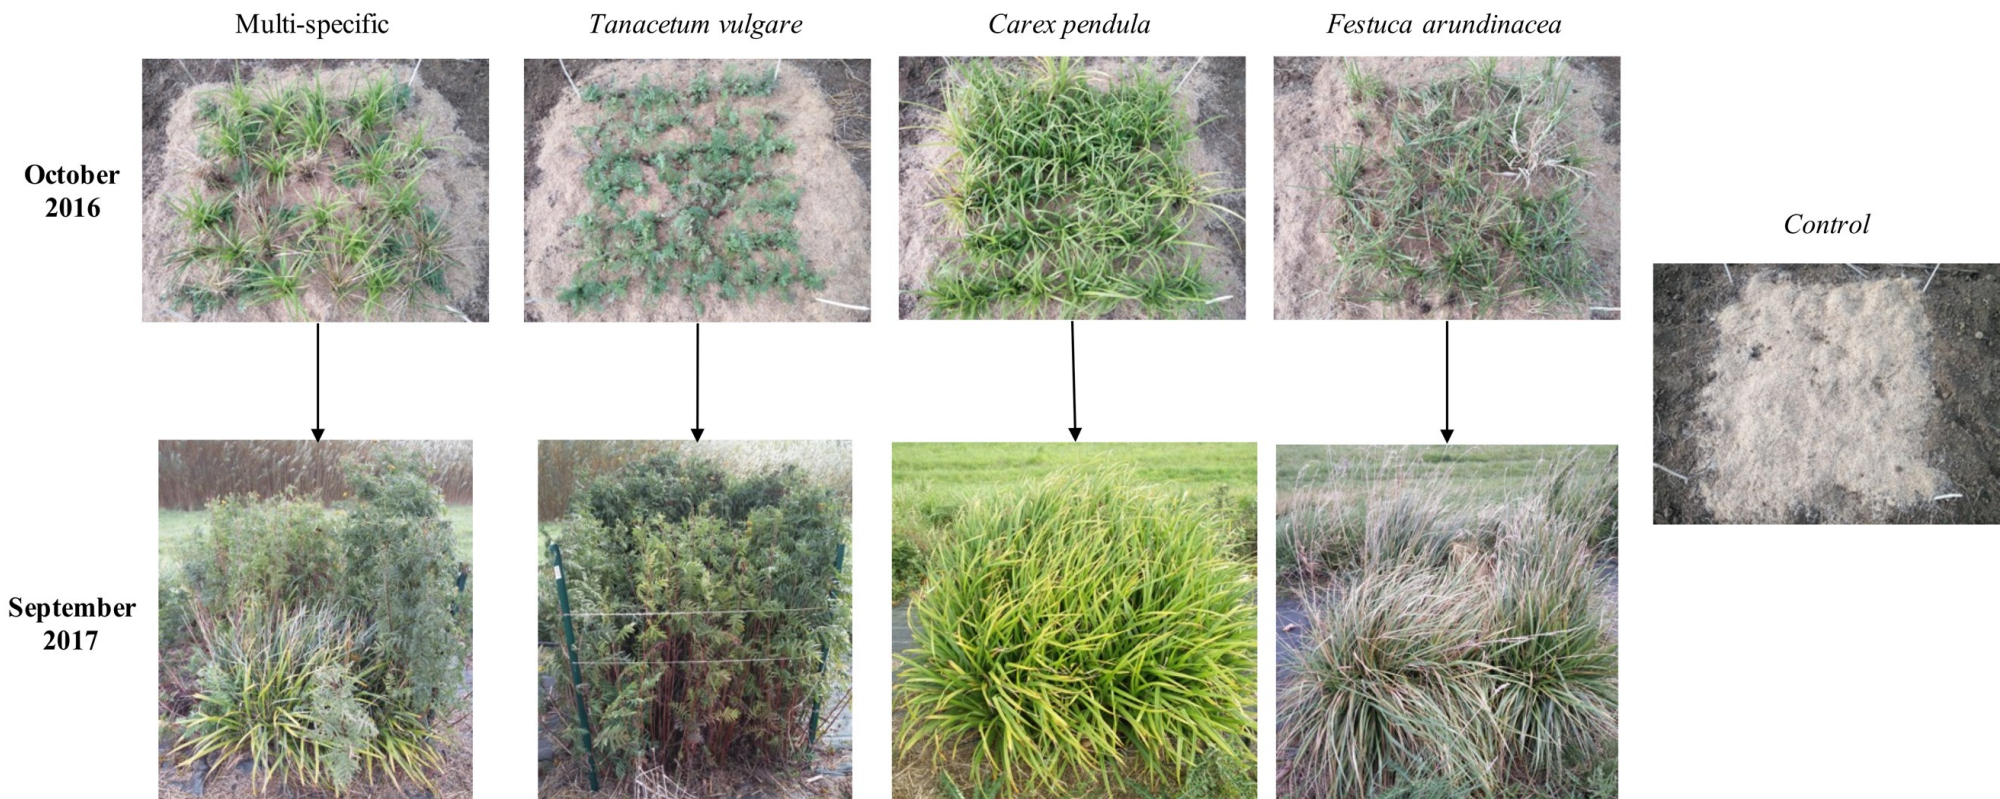 Multi-specific
Tanacetum vulgare
Carex pendula
Festuca arundinacea
October
2016
Control
September
2017